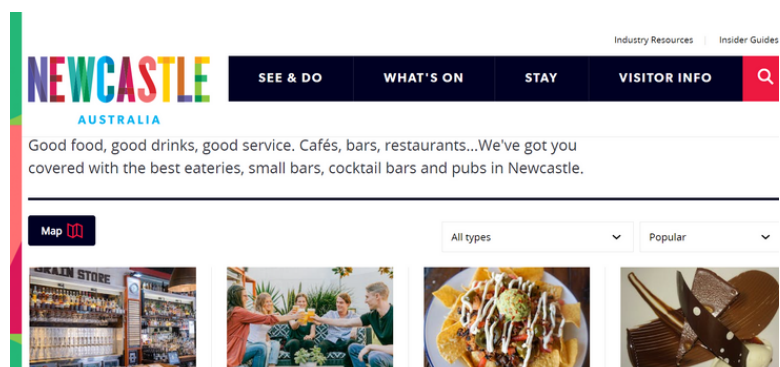 Industry Resources | Insider Guides
NEWCASTLE
AUSTRALIA
SEE & DO WHAT'S ON STAY VISITOR INFO
Good food, good drinks, good service. Cafés, bars, restaurants...We've got you
covered with the best eateries, small bars, cocktail bars and pubs in Newcastle.
Map All types Popular
GRAIN STORE